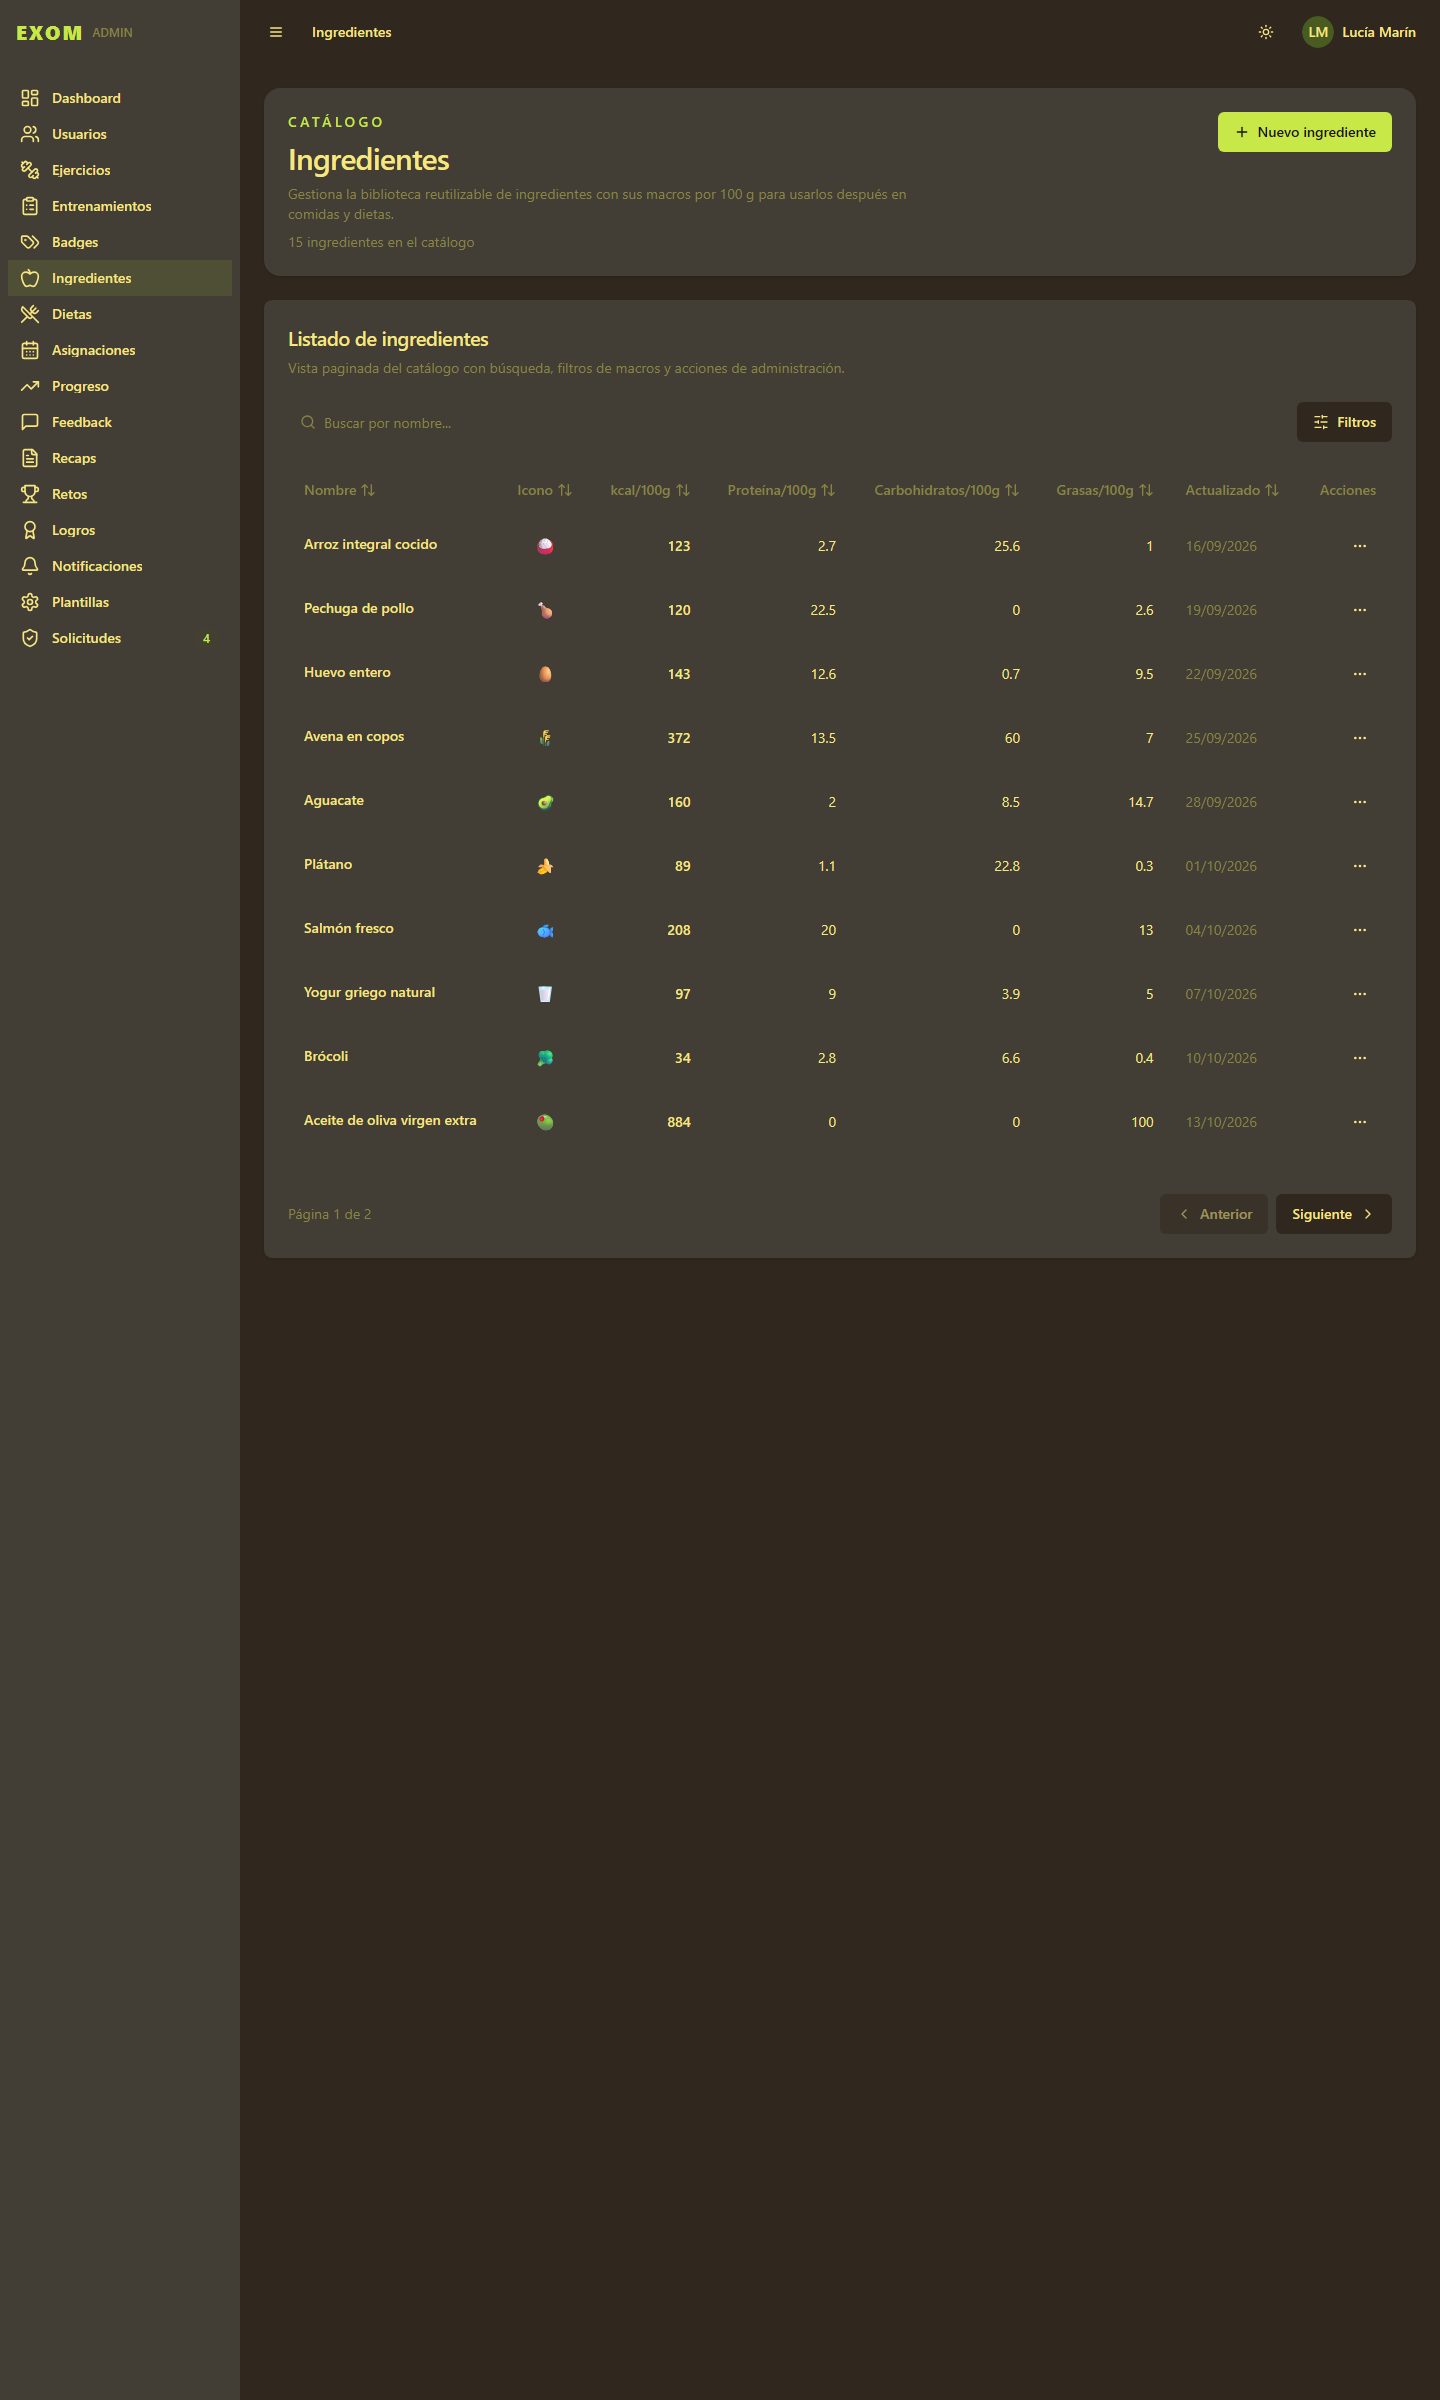 EXOM ADMIN
Dashboard
Usuarios
Ejercicios
Entrenamientos
Badges
Ingredientes
Dietas
Asignaciones
Progreso
Feedback
Recaps
Retos
Logros
Notificaciones
Plantillas
Solicitudes 4
Ingredientes
LM Lucía Marín
CATÁLOGO
Ingredientes
Gestiona la biblioteca reutilizable de ingredientes con sus macros por 100 g para usarlos después en
comidas y dietas.
15 ingredientes en el catálogo
Nuevo ingrediente
Listado de ingredientes
Vista paginada del catálogo con búsqueda, filtros de macros y acciones de administración.
Buscar por nombre...
Filtros
Nombre Icono kcal/100g Proteína/100g Carbohidratos/100g Grasas/100g Actualizado Acciones
Arroz integral cocido 123 2.7 25.6 1 16/09/2026
Pechuga de pollo 120 22.5 0 2.6 19/09/2026
Huevo entero 143 12.6 0.7 9.5 22/09/2026
Avena en copos 372 13.5 60 7 25/09/2026
Aguacate 160 2 8.5 14.7 28/09/2026
Plátano 89 1.1 22.8 0.3 01/10/2026
Salmón fresco 208 20 0 13 04/10/2026
Yogur griego natural 97 9 3.9 5 07/10/2026
Brócoli 34 2.8 6.6 0.4 10/10/2026
Aceite de oliva virgen extra 884 0 0 100 13/10/2026
Página 1 de 2
Anterior
Siguiente